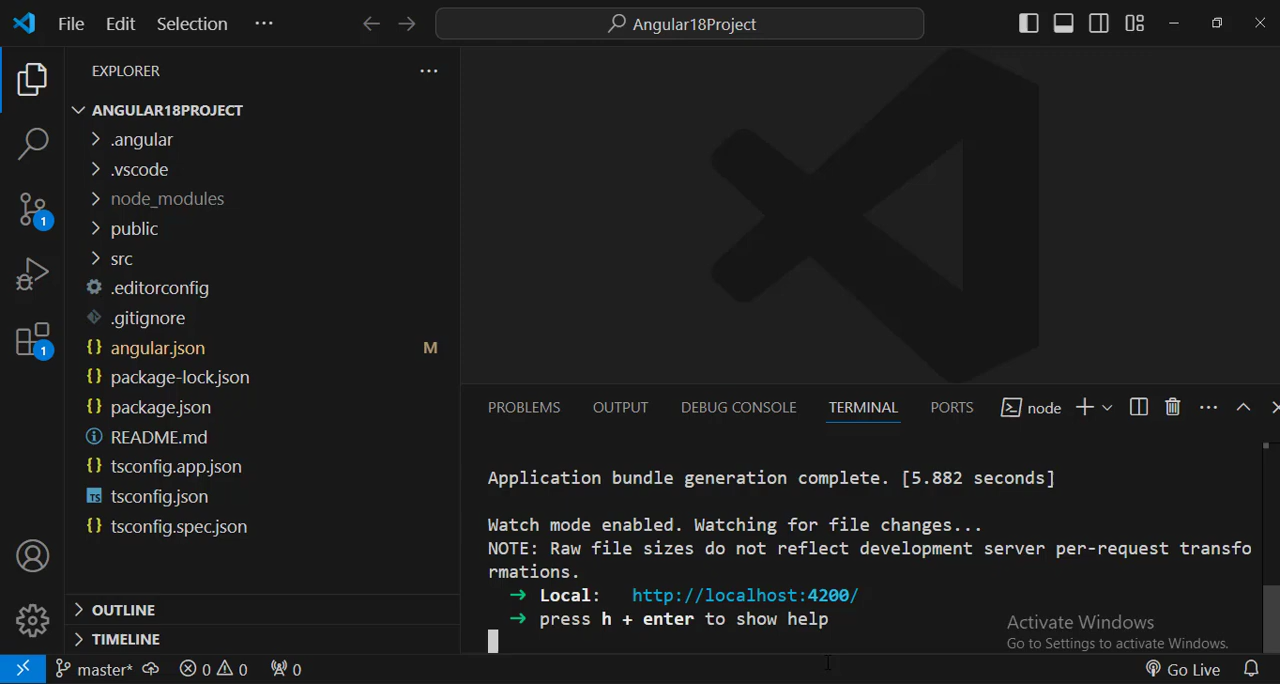 File Edit Selection ···
Angular18Project
EXPLORER ···
ANGULAR18PROJECT
.angular
.vscode
node_modules
public
src
1
.editorconfig
.gitignore
{} angular.json M
1
{} package-lock.json
{} package.json
README.md
{} tsconfig.app.json
TS tsconfig.json
{} tsconfig.spec.json
OUTLINE
TIMELINE
PROBLEMS OUTPUT DEBUG CONSOLE TERMINAL PORTS node ···
Application bundle generation complete. [5.882 seconds]
Watch mode enabled. Watching for file changes...
NOTE: Raw file sizes do not reflect development server per-request transfo
rmations.
➜ Local: http://localhost:4200/
➜ press h + enter to show help
Activate Windows
Go to Settings to activate Windows.
master* 0 0 0 Go Live